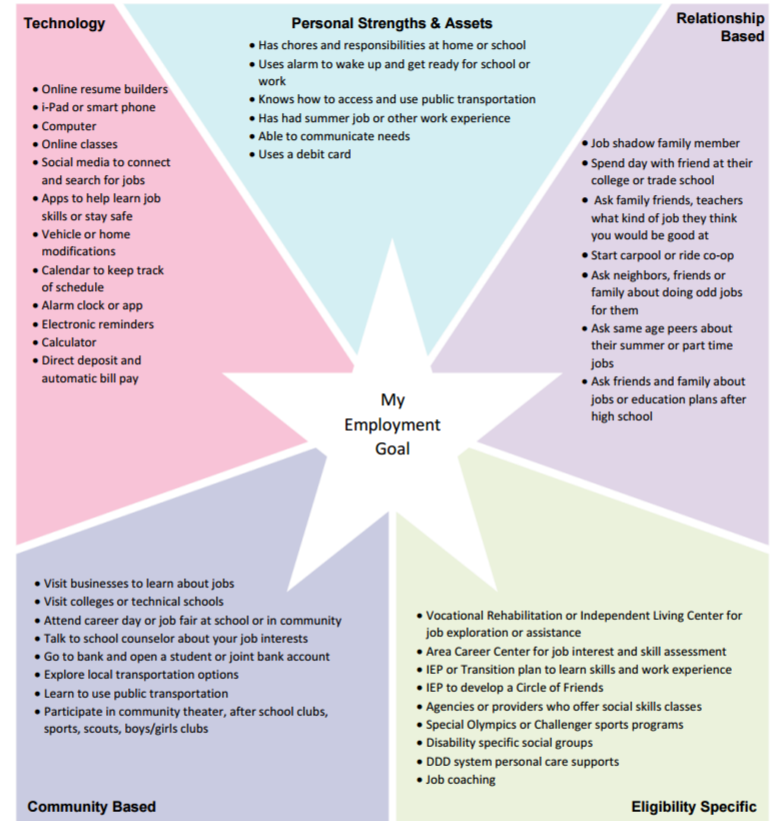 Technology
• Online resume builders
• i-Pad or smart phone
• Computer
• Online classes
• Social media to connect
and search for jobs
• Apps to help learn job
skills or stay safe
• Vehicle or home
modifications
• Calendar to keep track
of schedule
• Alarm clock or app
• Electronic reminders
• Calculator
• Direct deposit and
automatic bill pay
Personal Strengths & Assets
• Has chores and responsibilities at home or school
• Uses alarm to wake up and get ready for school or
work
• Knows how to access and use public transportation
• Has had summer job or other work experience
• Able to communicate needs
• Uses a debit card
Relationship
Based
• Job shadow family member
• Spend day with friend at their
college or trade school
• Ask family friends, teachers
what kind of job they think
you would be good at
• Start carpool or ride co-op
• Ask neighbors, friends or
family about doing odd jobs
for them
• Ask same age peers about
their summer or part time
jobs
• Ask friends and family about
jobs or education plans after
high school
My
Employment
Goal
• Visit businesses to learn about jobs
• Visit colleges or technical schools
• Attend career day or job fair at school or in community
• Talk to school counselor about your job interests
• Go to bank and open a student or joint bank account
• Explore local transportation options
• Learn to use public transportation
• Participate in community theater, after school clubs,
sports, scouts, boys/girls clubs
Community Based
• Vocational Rehabilitation or Independent Living Center for
job exploration or assistance
• Area Career Center for job interest and skill assessment
• IEP or Transition plan to learn skills and work experience
• IEP to develop a Circle of Friends
• Agencies or providers who offer social skills classes
• Special Olympics or Challenger sports programs
• Disability specific social groups
• DDD system personal care supports
• Job coaching
Eligibility Specific